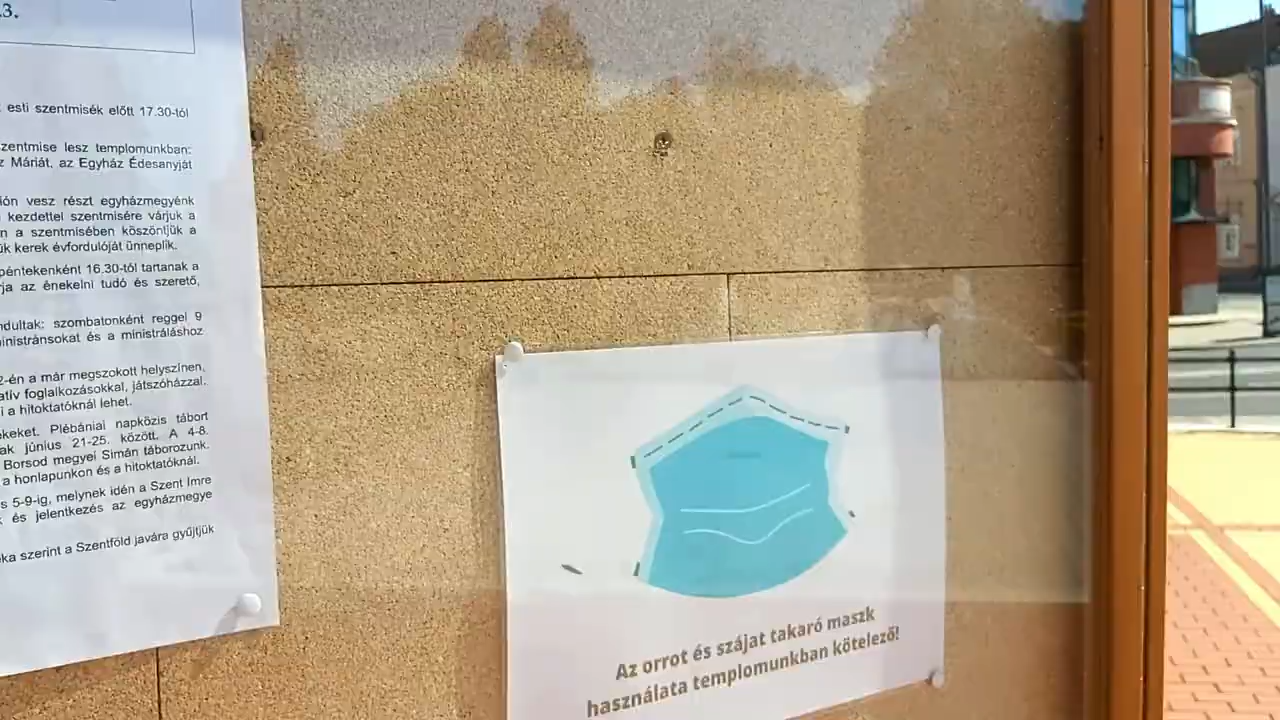 .3.
esti szentmisék előtt 17.30-tól
zentmise lesz templomunkban:
z Máriát, az Egyház Édesanyját
ión vesz részt egyházmegyénk
kezdettel szentmisére várjuk a
n a szentmisében köszöntjük a
ük kerek évfordulóját ünneplik.
péntekenként 16.30-tól tartanak a
rja az énekelni tudó és szerető,
ndultak: szombatonként reggel 9
ministránsokat és a ministráláshoz
2-én a már megszokott helyszínen,
atív foglalkozásokkal, játszóházzal.
i a hitoktatóknál lehet.
ekeket. Plébániai napközis tábort
ak június 21-25. között. A 4-8.
Borsod megyei Simán táborozunk.
a honlapunkon és a hitoktatóknál.
s 5-9-ig, melynek idén a Szent Imre
k és jelentkezés az egyházmegye
ka szerint a Szentföld javára gyűjtjük
Az orrot és szájat takaró maszk
használata templomunkban kötelező!